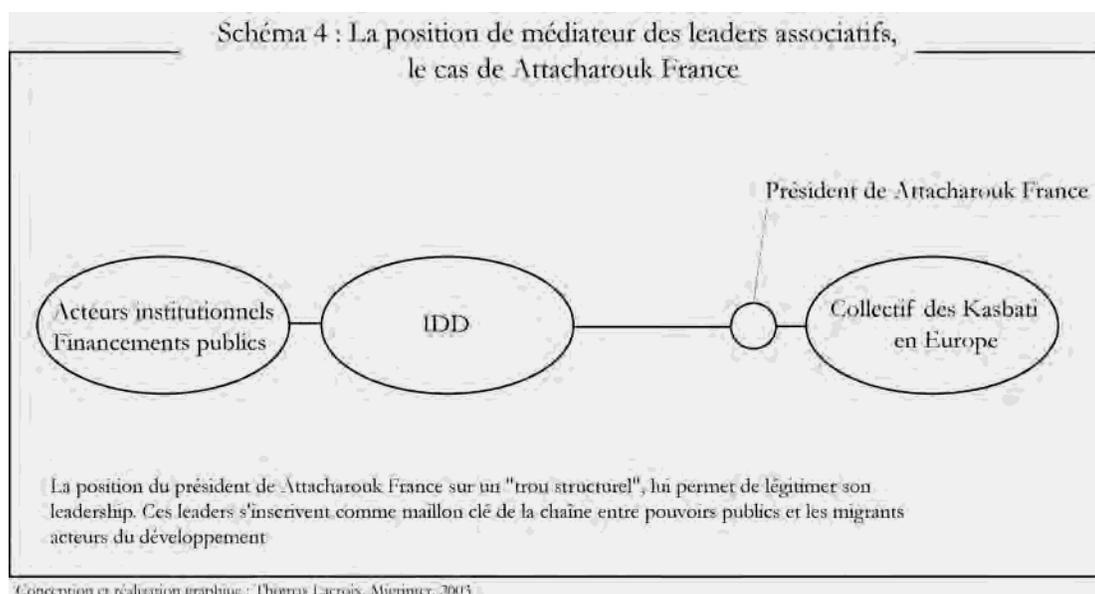 Schéma 4 : La position de médiateur des leaders associatifs,
le cas de Attacharouk France
Président de Attacharouk France
Acteurs institutionnels
Financements publics
IDD
Collectif des Kasbati
en Europe
La position du président de Attacharouk France sur un "trou structurel", lui permet de légitimer son
leadership. Ces leaders s'inscrivent comme maillon clé de la chaîne entre pouvoirs publics et les migrants
acteurs du développement
Conception et réalisation graphique : Thomas Lacroix, Migrinter, 2003